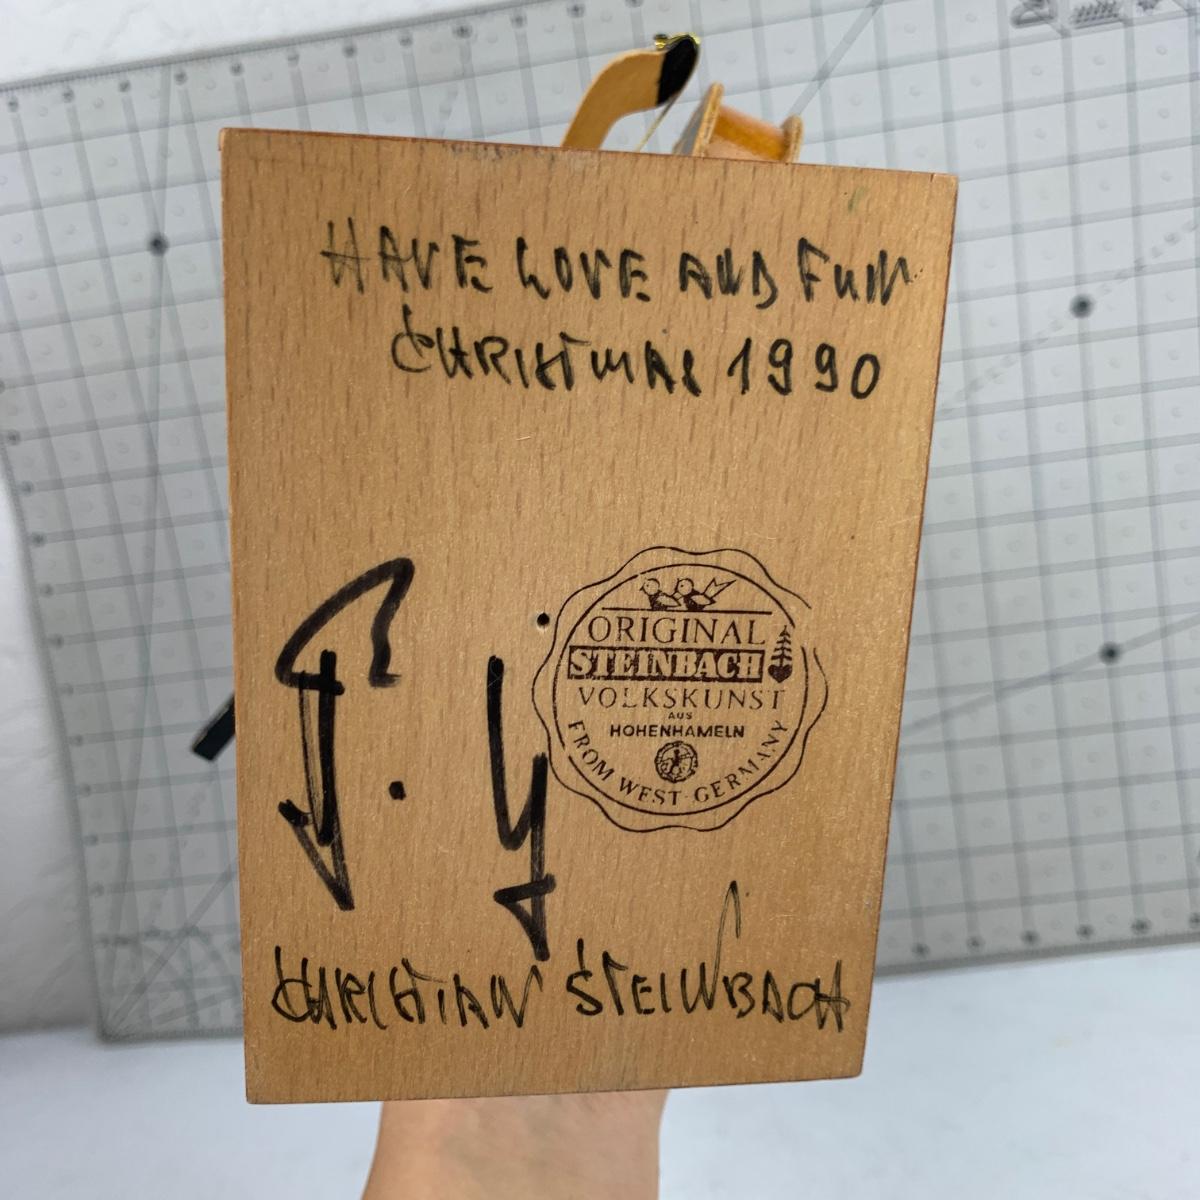 HAVE LOVE AND FUN
CHRISTMAS 1990
ORIGINAL
STEINBACH
VOLKSKUNST
AUS
HOHENHAMELN
FROM WEST-GERMANY
CHRISTIAN STEINBACH